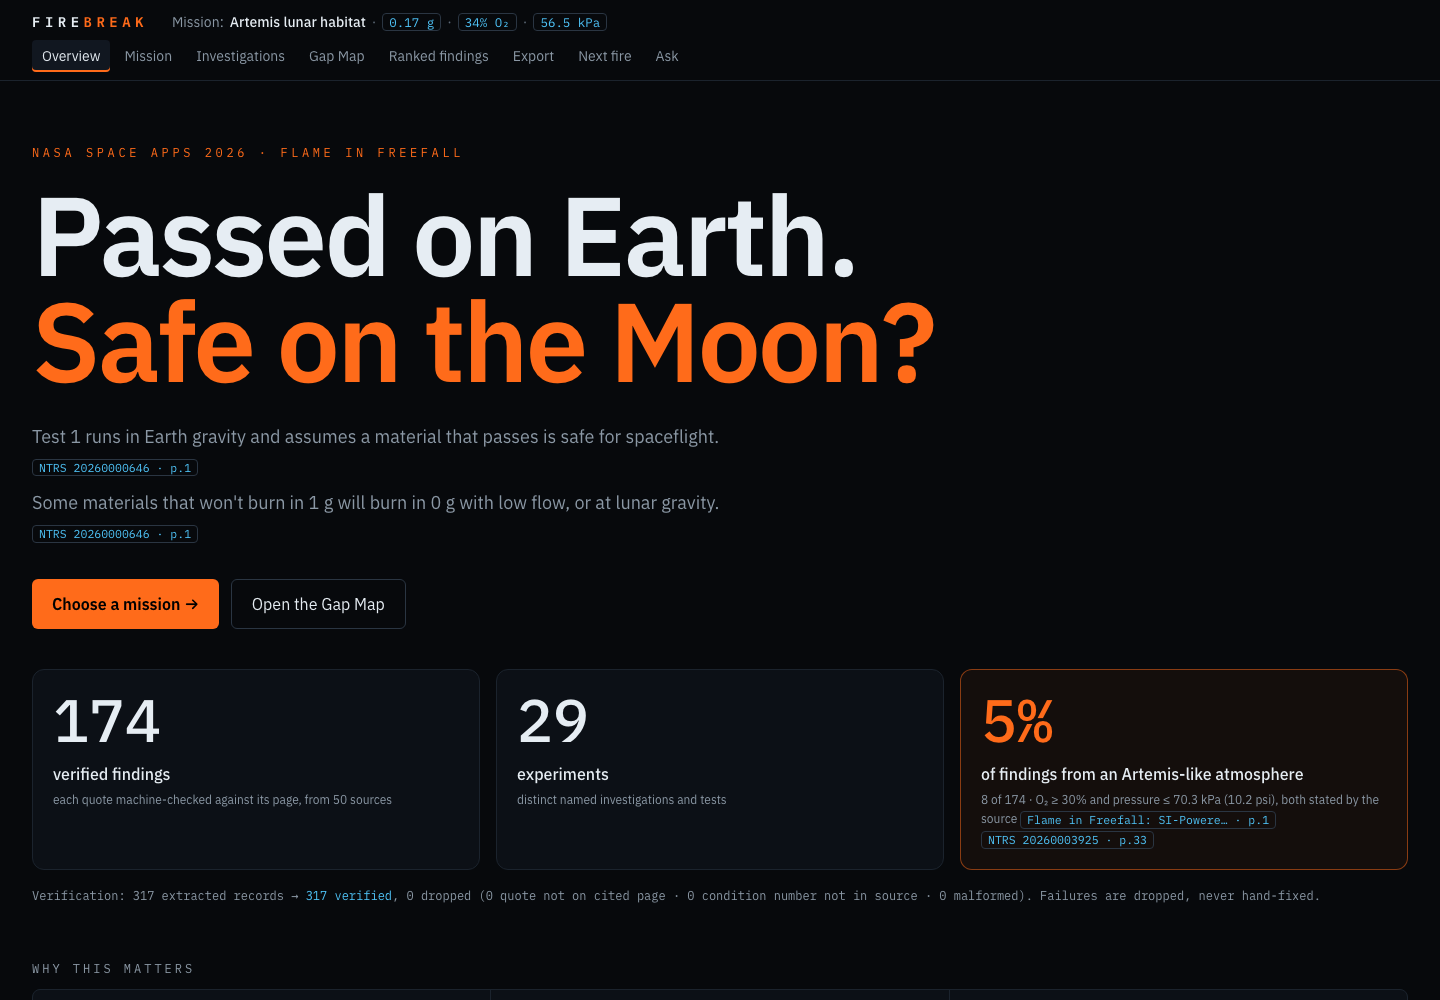 FIREBREAK Mission: Artemis lunar habitat · 0.17 g · 34% O₂ · 56.5 kPa
Overview Mission Investigations Gap Map Ranked findings Export Next fire Ask
NASA SPACE APPS 2026 · FLAME IN FREEFALL
Passed on Earth.
Safe on the Moon?
Test 1 runs in Earth gravity and assumes a material that passes is safe for spaceflight.
NTRS 20260000646 · p.1
Some materials that won't burn in 1 g will burn in 0 g with low flow, or at lunar gravity.
NTRS 20260000646 · p.1
Choose a mission → Open the Gap Map
174
verified findings
each quote machine-checked against its page, from 50 sources
29
experiments
distinct named investigations and tests
5%
of findings from an Artemis-like atmosphere
8 of 174 · O₂ ≥ 30% and pressure ≤ 70.3 kPa (10.2 psi), both stated by the
source Flame in Freefall: SI-Powere… · p.1
NTRS 20260003925 · p.33
Verification: 317 extracted records → 317 verified, 0 dropped (0 quote not on cited page · 0 condition number not in source · 0 malformed). Failures are dropped, never hand-fixed.
WHY THIS MATTERS